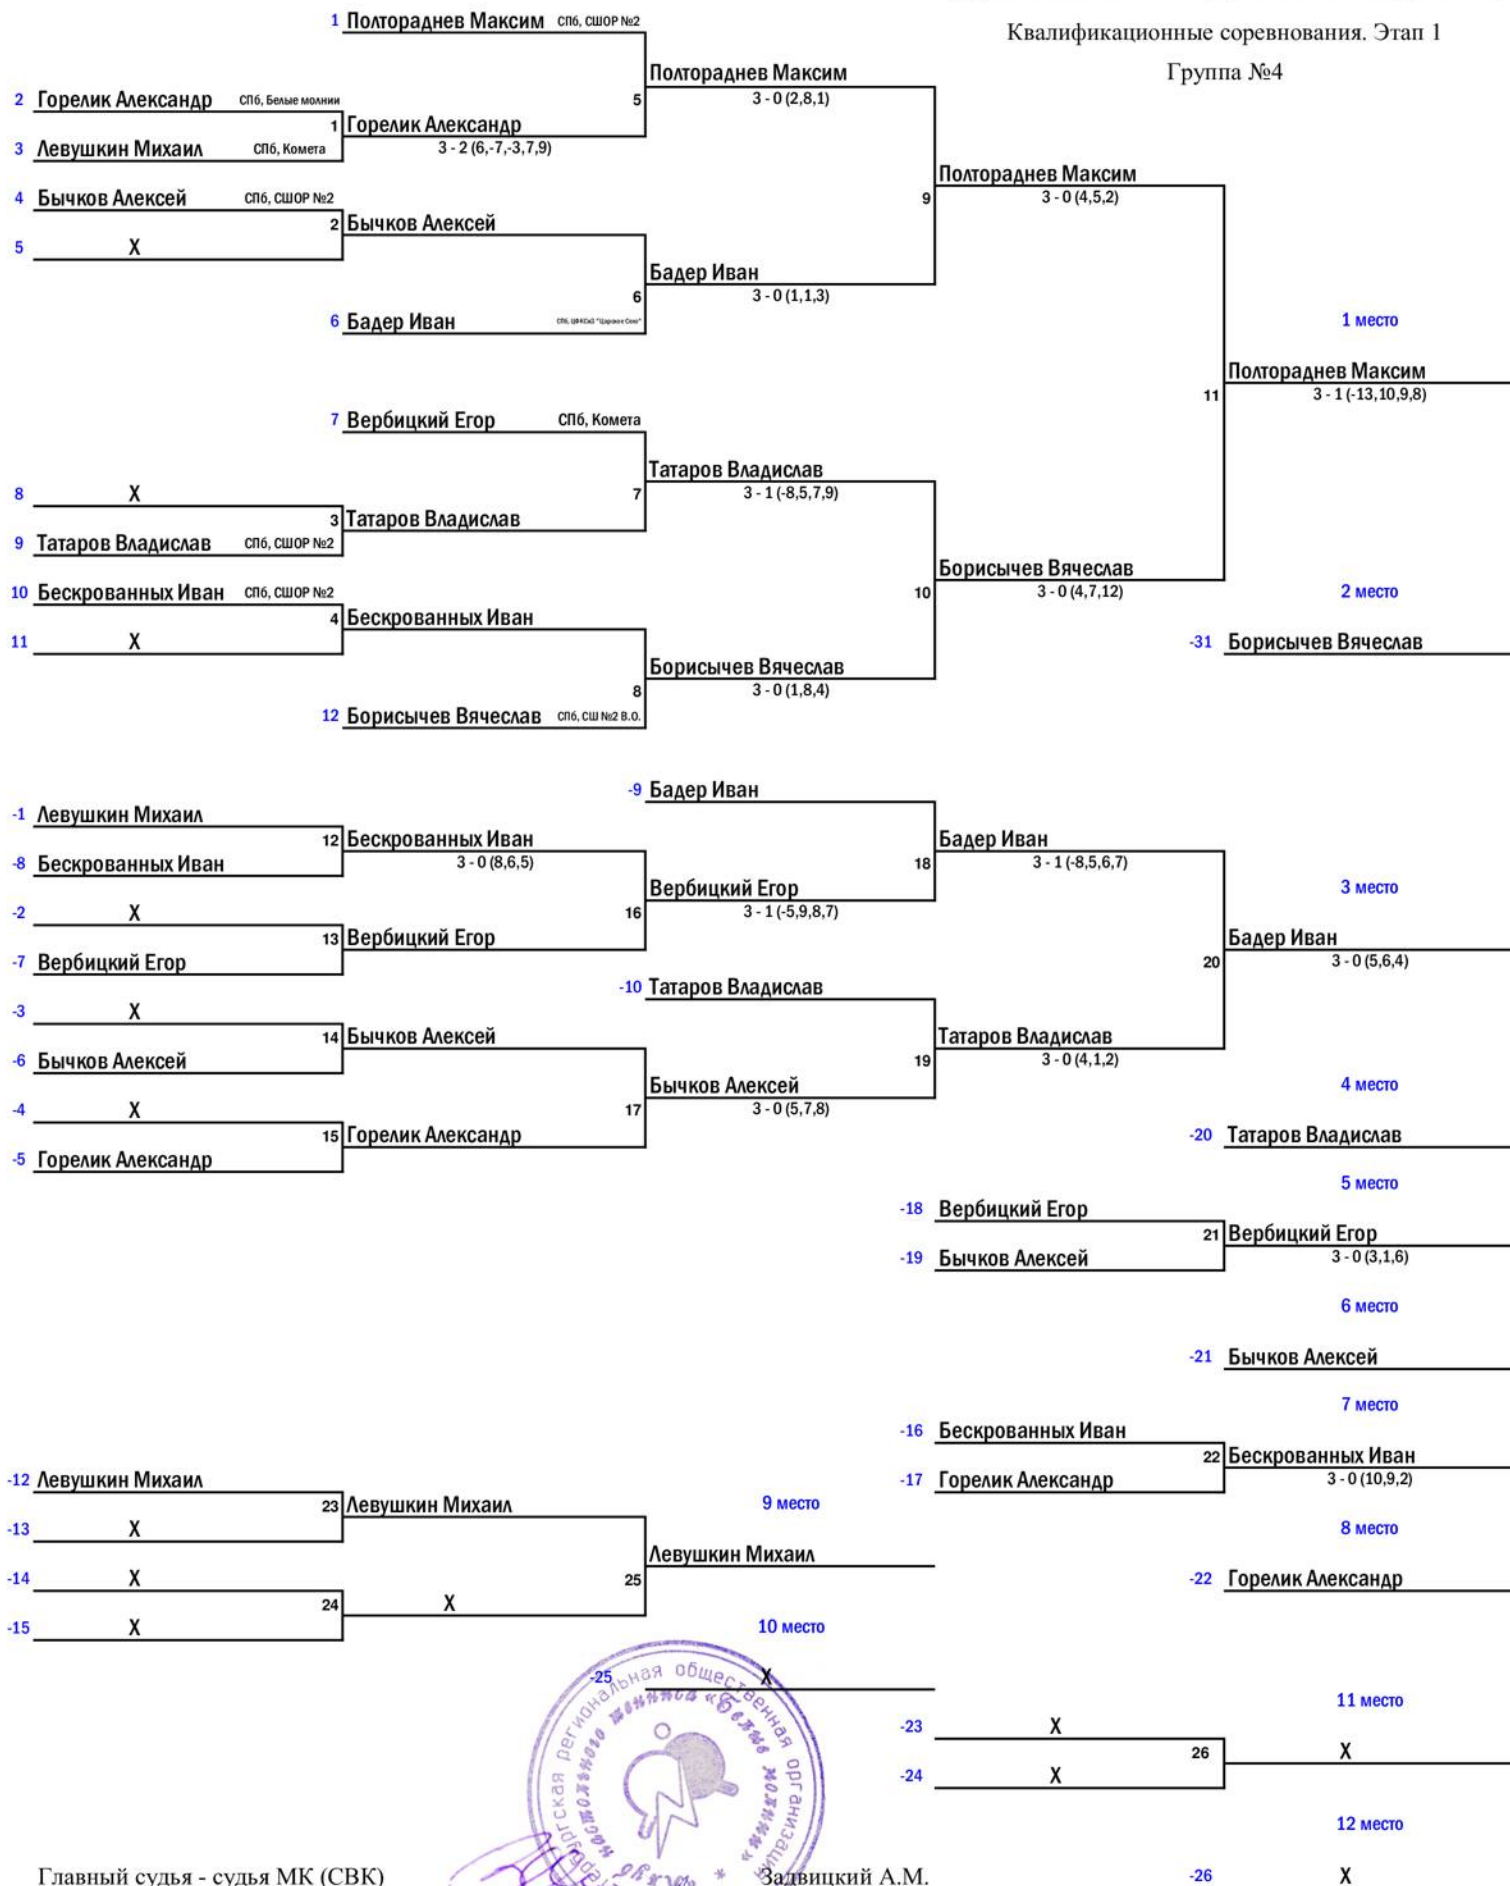 Квалификационные соревнования. Этап 1
Группа №4
1 Полтораднев Максим СПб, СШОР №2
Полтораднев Максим
5 3 - 0 (2,8,1)
2 Горелик Александр СПб, Белые молнии
1 Горелик Александр
3 - 2 (6,-7,-3,7,9)
3 Левушкин Михаил СПб, Комета
Полтораднев Максим
9 3 - 0 (4,5,2)
4 Бычков Алексей СПб, СШОР №2
2 Бычков Алексей
5 X
Бадер Иван
6 3 - 0 (1,1,3)
6 Бадер Иван СПб, ЦФКСиЗ "Царское Село"
1 место
Полтораднев Максим
11 3 - 1 (-13,10,9,8)
7 Вербицкий Егор СПб, Комета
Татаров Владислав
7 3 - 1 (-8,5,7,9)
8 X
3 Татаров Владислав
9 Татаров Владислав СПб, СШОР №2
Борисычев Вячеслав
10 3 - 0 (4,7,12)
2 место
10 Бескрованных Иван СПб, СШОР №2
4 Бескрованных Иван
11 X
-31 Борисычев Вячеслав
Борисычев Вячеслав
8 3 - 0 (1,8,4)
12 Борисычев Вячеслав СПб, СШ №2 В.О.
-9 Бадер Иван
-1 Левушкин Михаил
12 Бескрованных Иван
3 - 0 (8,6,5)
Бадер Иван
18 3 - 1 (-8,5,6,7)
-8 Бескрованных Иван
3 место
Вербицкий Егор
16 3 - 1 (-5,9,8,7)
-2 X
13 Вербицкий Егор
Бадер Иван
20 3 - 0 (5,6,4)
-7 Вербицкий Егор
-10 Татаров Владислав
-3 X
14 Бычков Алексей
Татаров Владислав
19 3 - 0 (4,1,2)
-6 Бычков Алексей
4 место
Бычков Алексей
17 3 - 0 (5,7,8)
-4 X
15 Горелик Александр
-20 Татаров Владислав
-5 Горелик Александр
5 место
-18 Вербицкий Егор
21 Вербицкий Егор
3 - 0 (3,1,6)
-19 Бычков Алексей
6 место
-21 Бычков Алексей
7 место
-16 Бескрованных Иван
22 Бескрованных Иван
3 - 0 (10,9,2)
-17 Горелик Александр
-12 Левушкин Михаил
23 Левушкин Михаил
9 место
-13 X
8 место
Левушкин Михаил
25
-14 X
-22 Горелик Александр
24 X
-15 X
10 место
-25 X
11 место
-23 X
26 X
-24 X
12 место
Главный судья - судья МК (СВК) Задвицкий А.М.
-26 X
региональная общественная организация
настольного тенниса «Белые молнии»